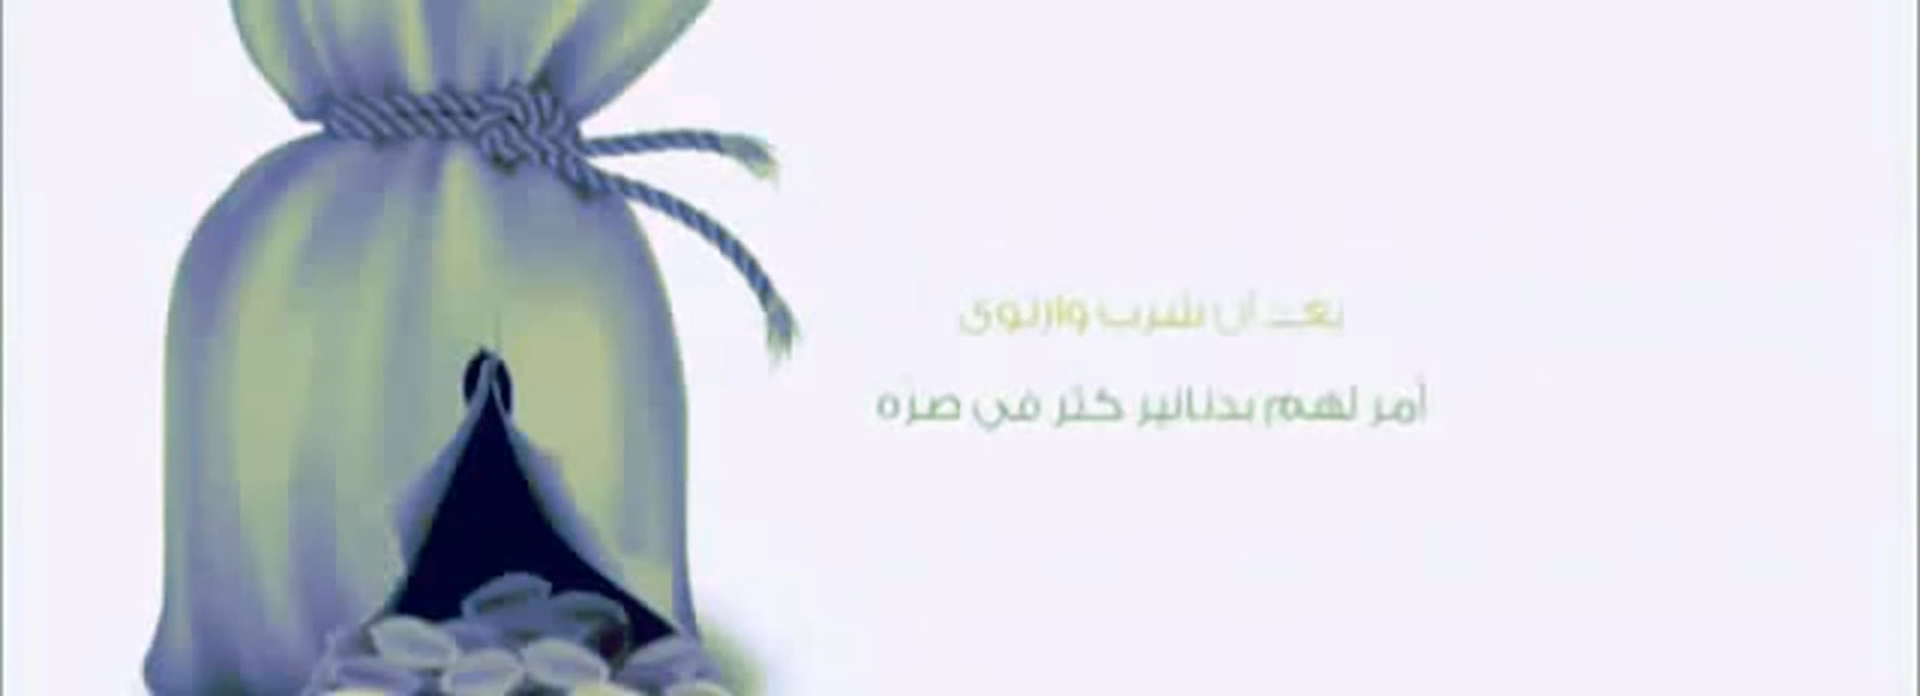 بعد أن شرب وارتوى
أمر لهم بدنانير كثر في صره